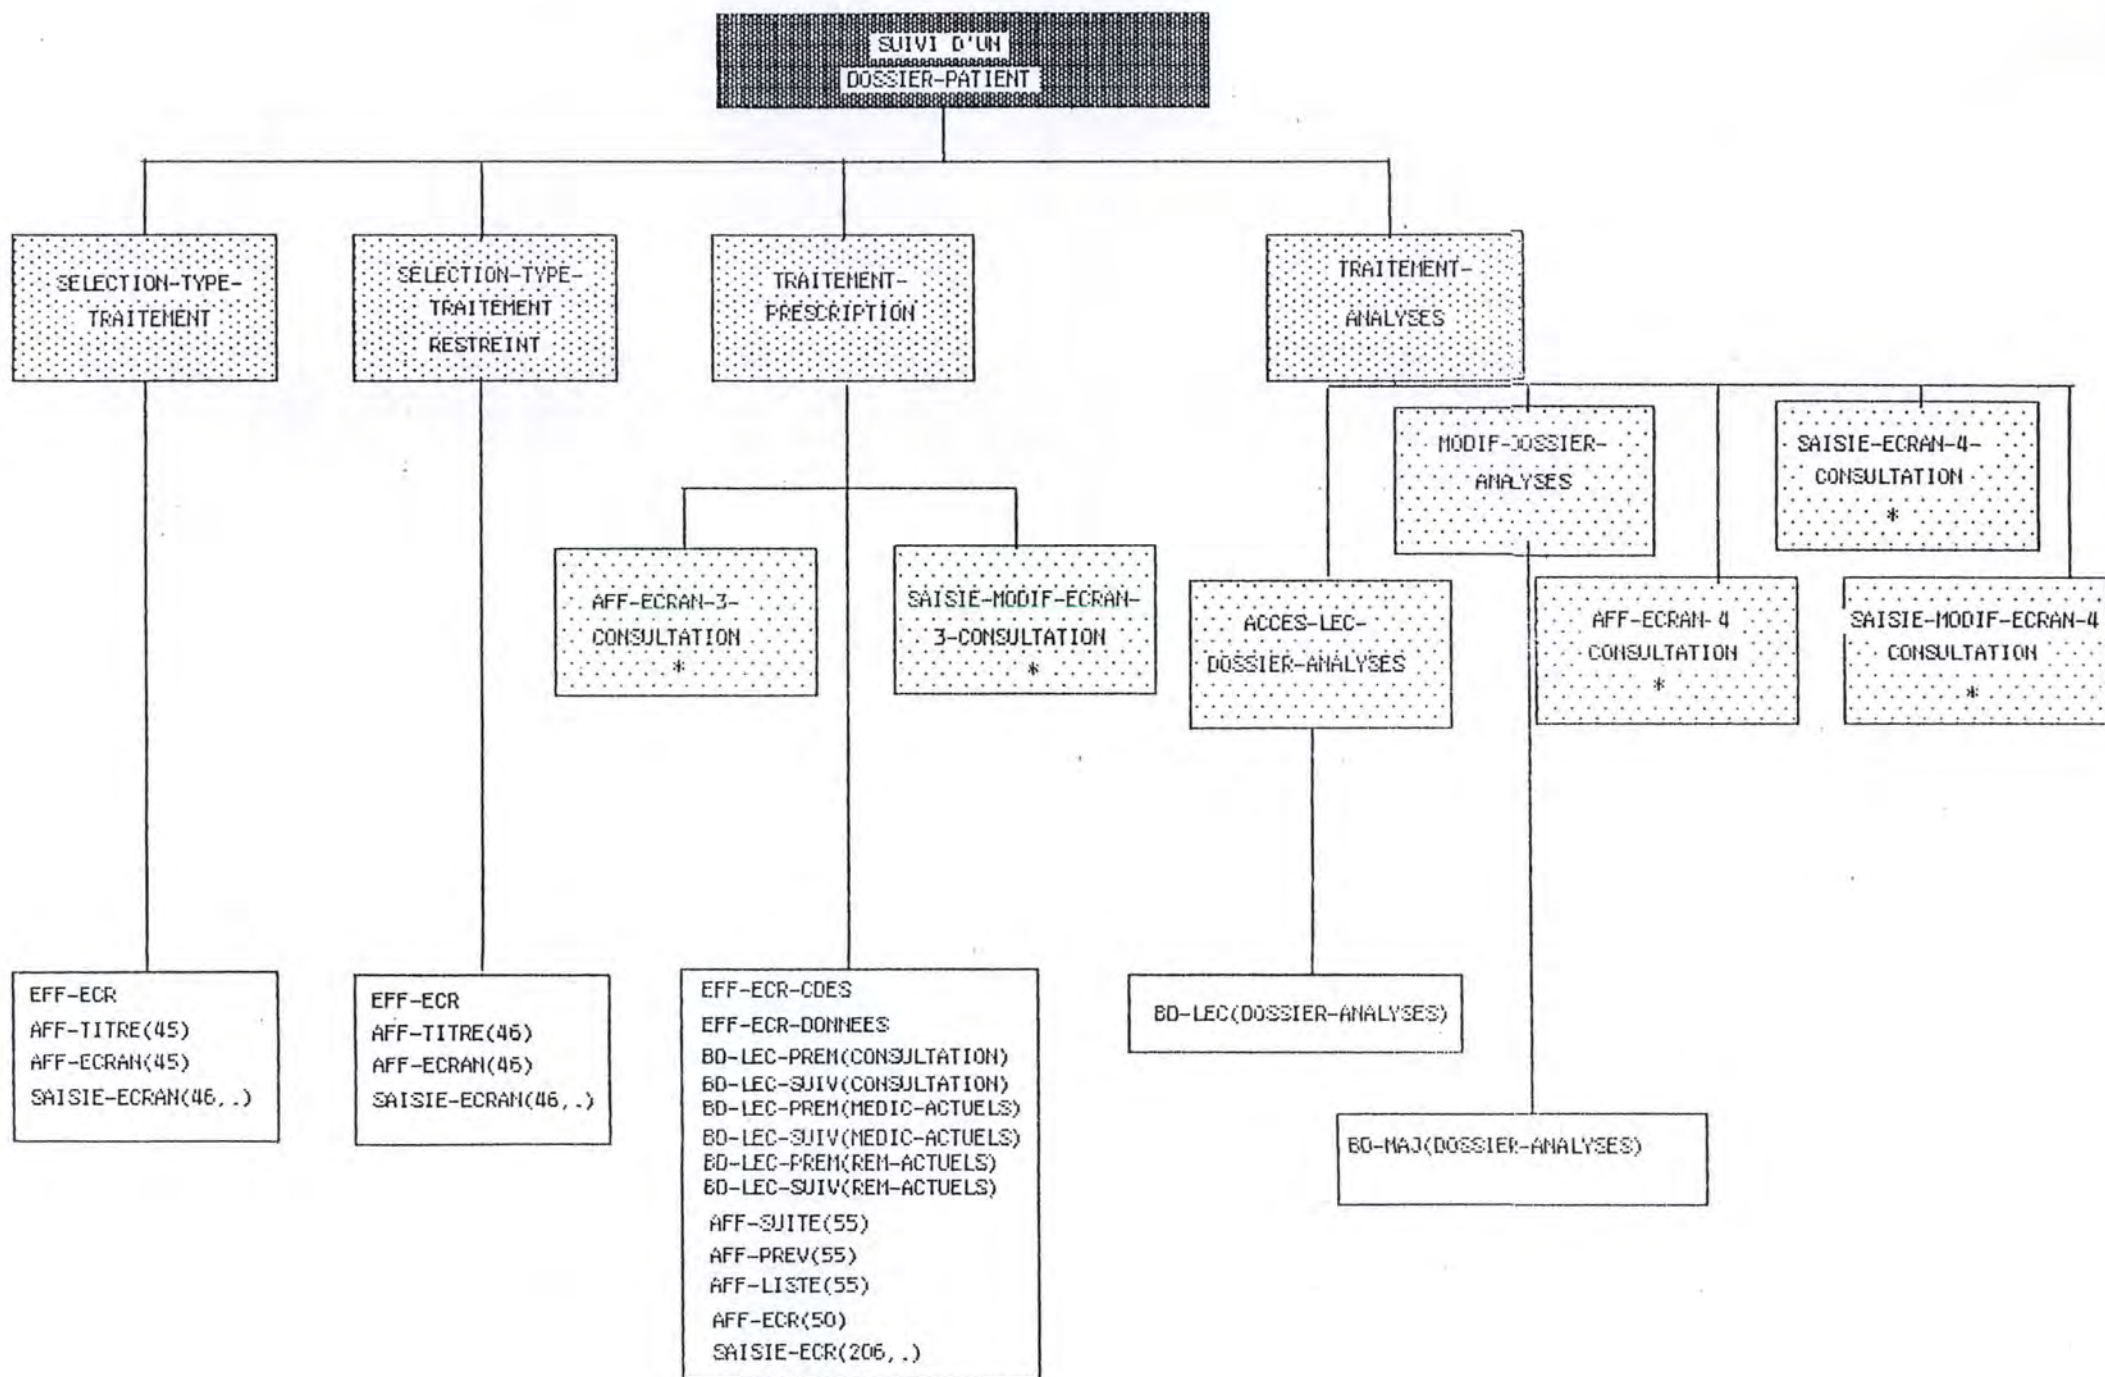 SUIVI D'UN
DOSSIER-PATIENT
SELECTION-TYPE-
TRAITEMENT
SELECTION-TYPE-
TRAITEMENT
RESTREINT
TRAITEMENT-
PRESCRIPTION
TRAITEMENT-
ANALYSES
AFF-ECRAN-3-
CONSULTATION
*
SAISIE-MODIF-ECRAN-
3-CONSULTATION
*
ACCES-LEC-
DOSSIER-ANALYSES
MODIF-DOSSIER-
ANALYSES
AFF-ECRAN-4
CONSULTATION
*
SAISIE-ECRAN-4-
CONSULTATION
*
SAISIE-MODIF-ECRAN-4
CONSULTATION
*
EFF-ECR
AFF-TITRE(45)
AFF-ECRAN(45)
SAISIE-ECRAN(46,.)
EFF-ECR
AFF-TITRE(46)
AFF-ECRAN(46)
SAISIE-ECRAN(46,.)
EFF-ECR-CDES
EFF-ECR-DONNEES
BD-LEC-PREM(CONSULTATION)
BD-LEC-SUIV(CONSULTATION)
BD-LEC-PREM(MEDIC-ACTUELS)
BD-LEC-SUIV(MEDIC-ACTUELS)
BD-LEC-PREM(REM-ACTUELS)
BD-LEC-SUIV(REM-ACTUELS)
AFF-SUITE(55)
AFF-PREV(55)
AFF-LISTE(55)
AFF-ECR(50)
SAISIE-ECR(206,.)
BD-LEC(DOSSIER-ANALYSES)
BD-MAJ(DOSSIER-ANALYSES)